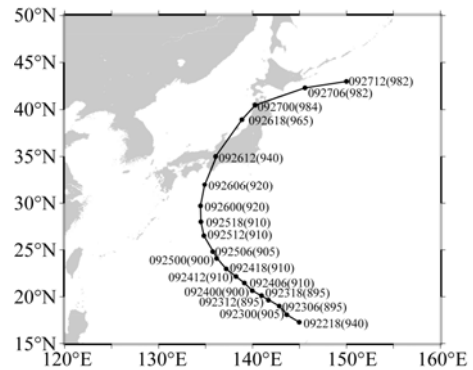 50°N
45°N
092712(982)
092706(982)
40°N
092700(984)
092618(965)
35°N
092612(940)
092606(920)
30°N
092600(920)
092518(910)
092512(910)
25°N
092506(905)
092500(900)
092418(910)
092412(910)
092406(910)
20°N
092400(900)
092318(895)
092312(895)
092306(895)
092300(905)
092218(940)
15°N
120°E
130°E
140°E
150°E
160°E